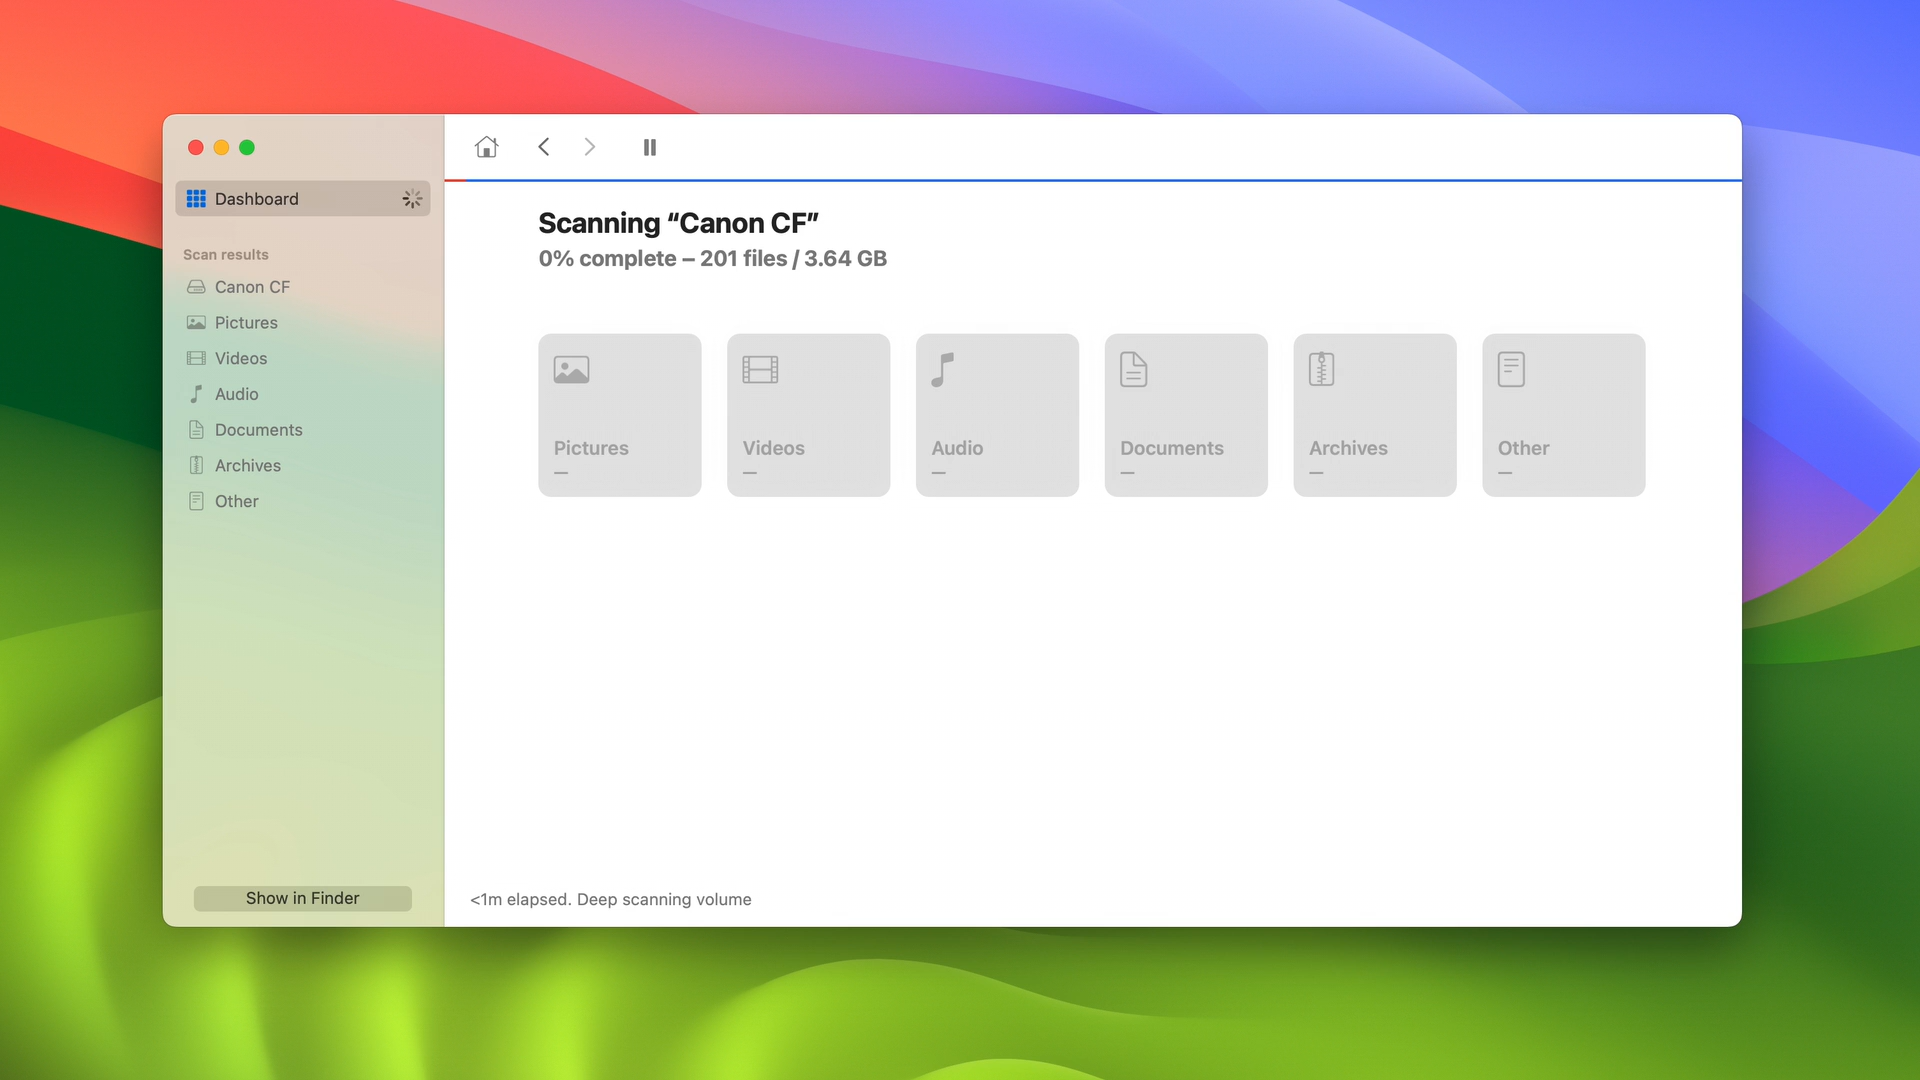 Dashboard
Scan results
Canon CF
Pictures
Videos
Audio
Documents
Archives
Other
Show in Finder
Scanning “Canon CF”
0% complete – 201 files / 3.64 GB
Pictures
—
Videos
—
Audio
—
Documents
—
Archives
—
Other
—
<1m elapsed. Deep scanning volume